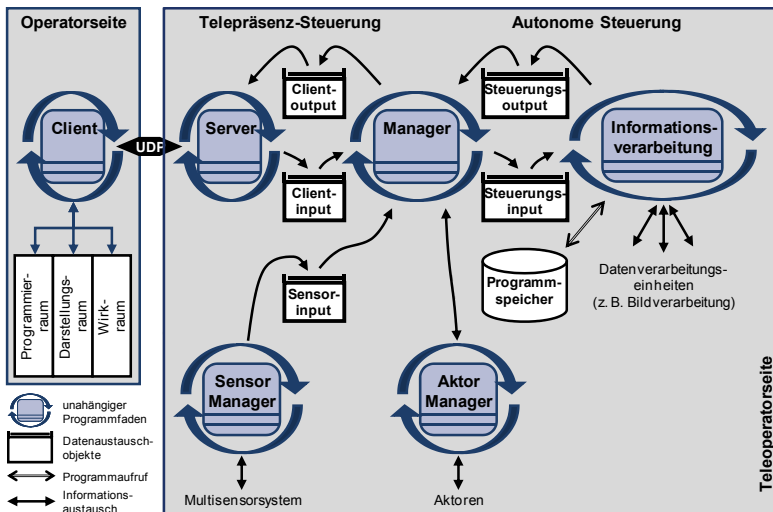 Operatorseite
Telepräsenz-Steuerung
Autonome Steuerung
Client
UDP
Server
Client-
output
Manager
Steuerungs-
output
Informations-
verarbeitung
Client-
input
Steuerungs-
input
Programmier-
raum
Darstellungs-
raum
Wirk-
raum
Sensor-
input
Programm-
speicher
Datenverarbeitungs-
einheiten
(z. B. Bildverarbeitung)
Sensor
Manager
Aktor
Manager
Multisensorsystem
Aktoren
Teleoperatorseite
unahängiger
Programmfaden
Datenaustausch-
objekte
Programmaufruf
Informations-
austausch